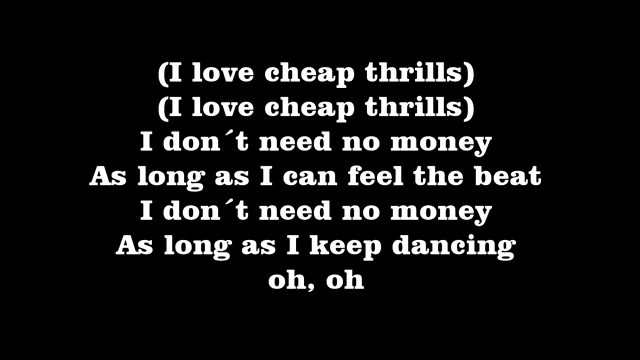 (I love cheap thrills)
(I love cheap thrills)
I don´t need no money
As long as I can feel the beat
I don´t need no money
As long as I keep dancing
oh, oh